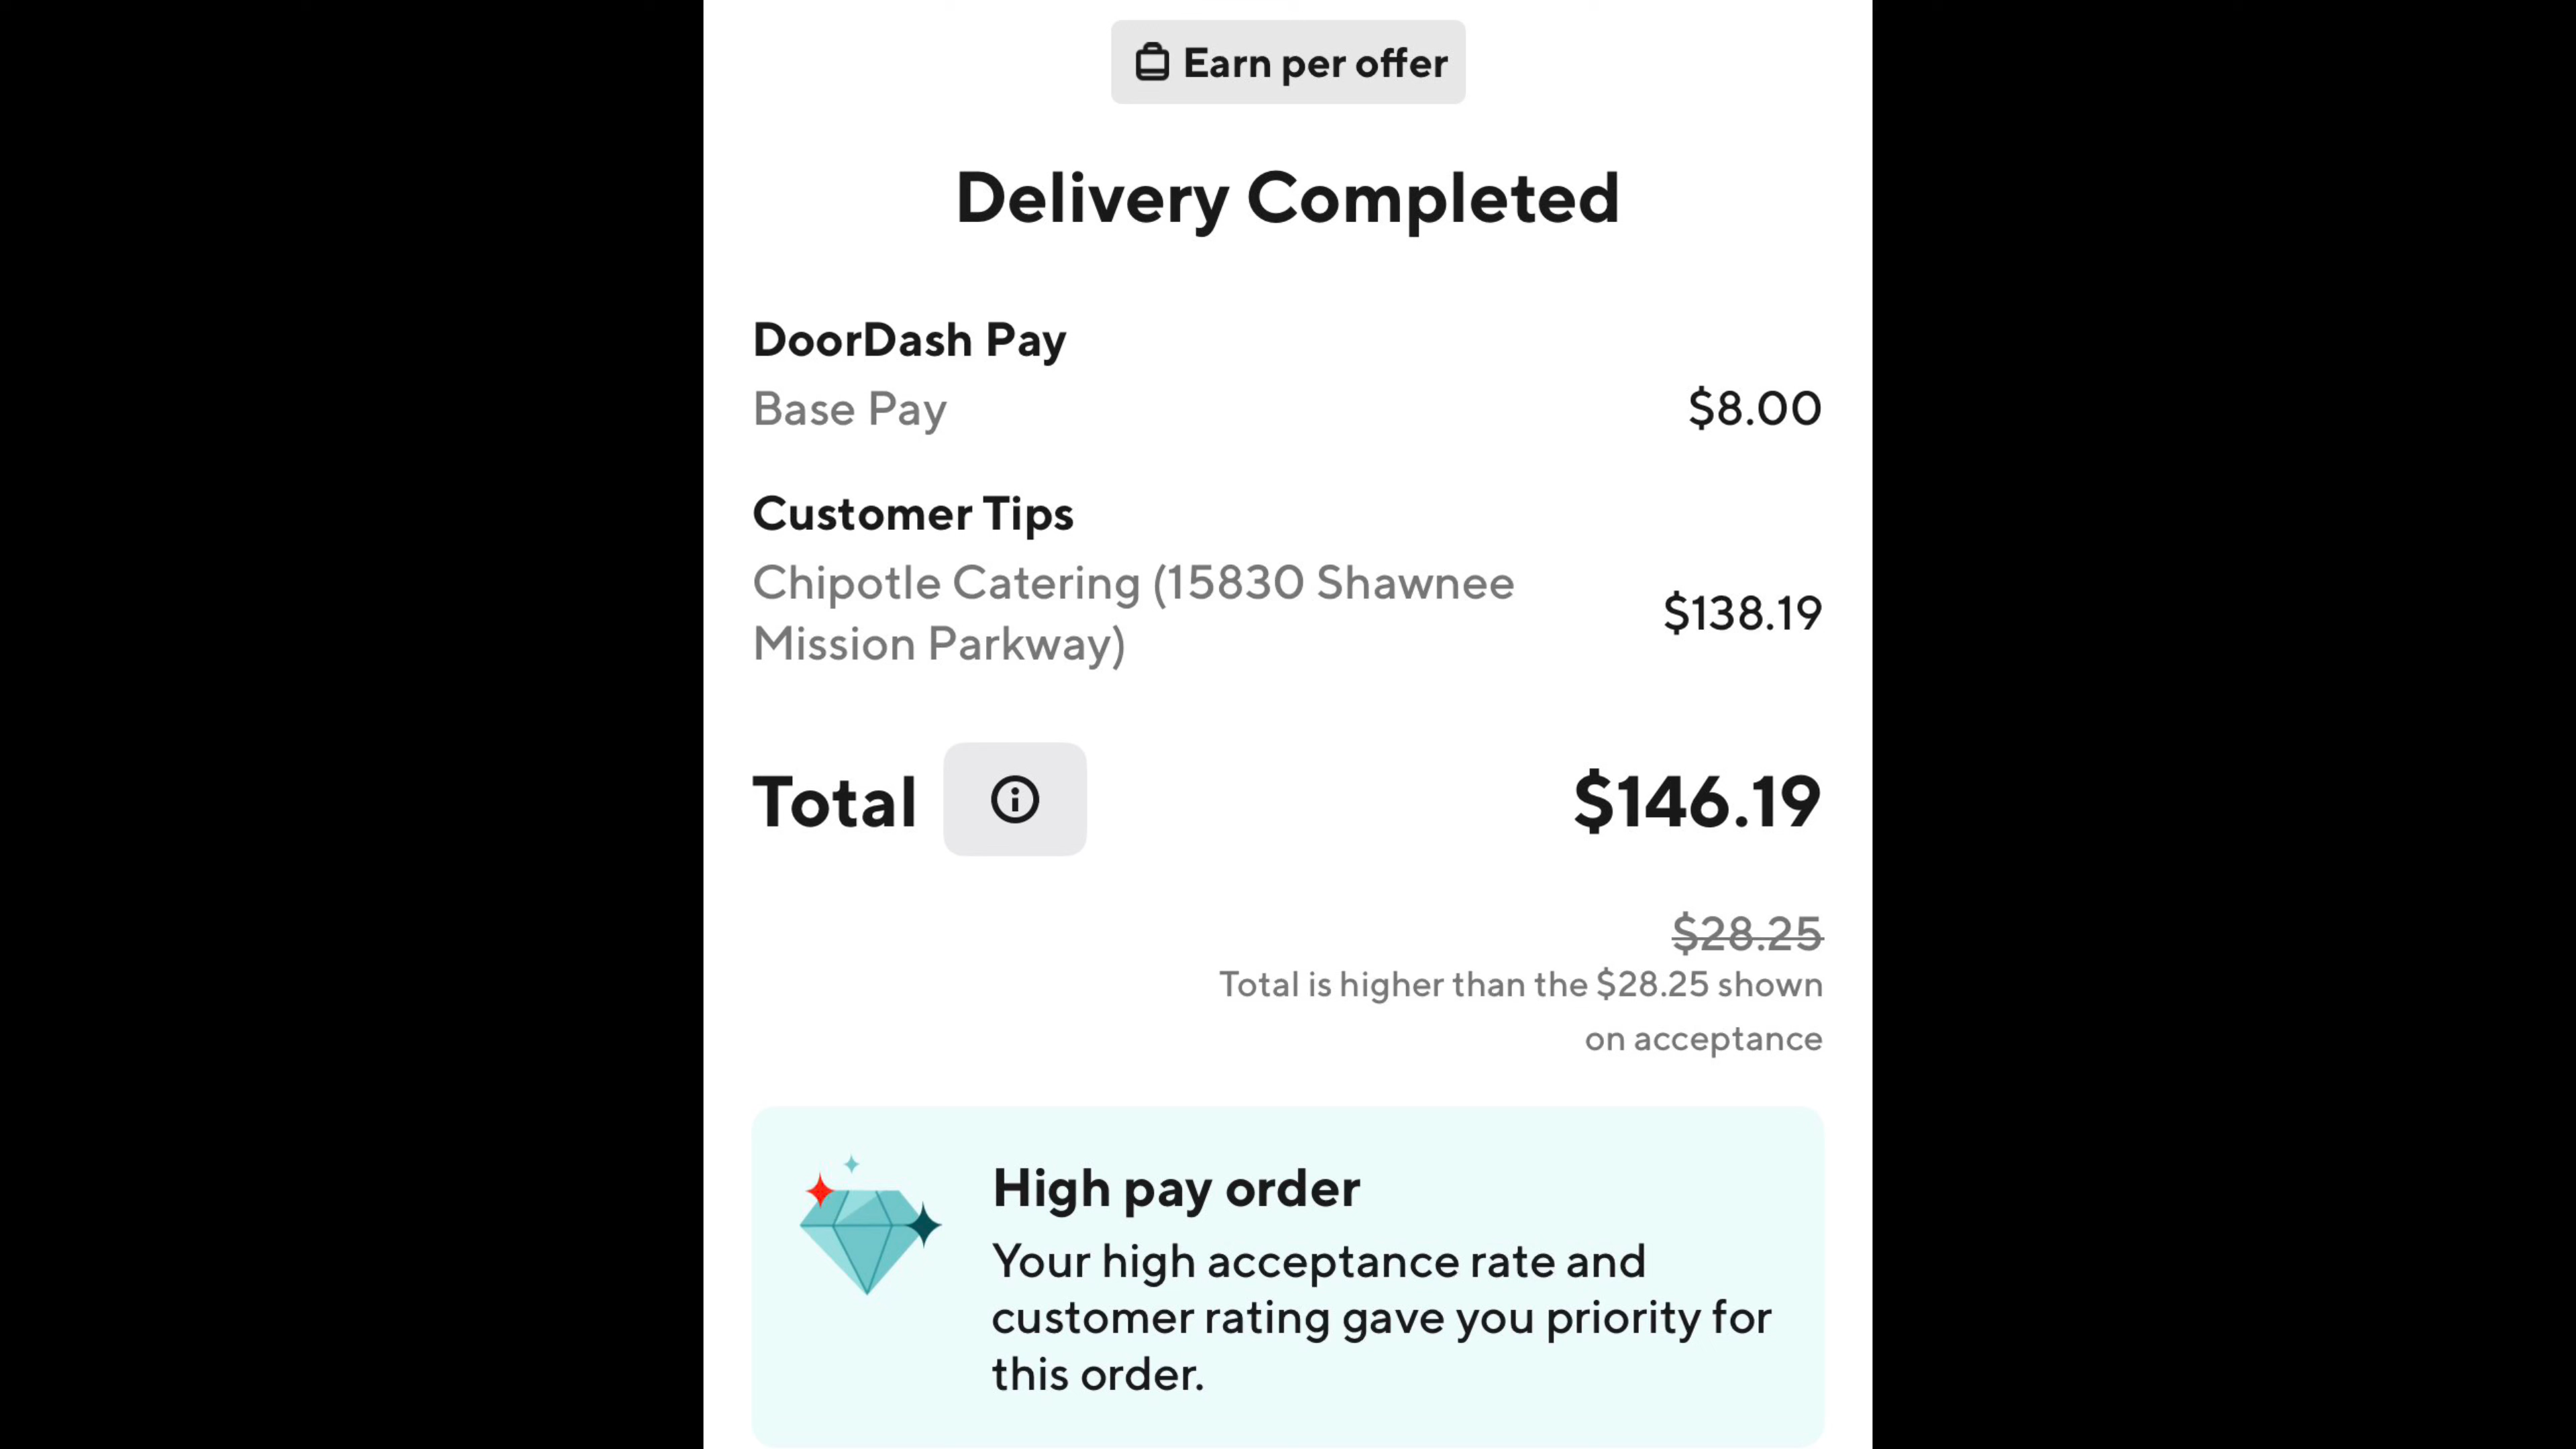 Earn per offer
Delivery Completed
DoorDash Pay
Base Pay $8.00
Customer Tips
Chipotle Catering (15830 Shawnee
Mission Parkway) $138.19
Total $146.19
$28.25
Total is higher than the $28.25 shown
on acceptance
High pay order
Your high acceptance rate and
customer rating gave you priority for
this order.